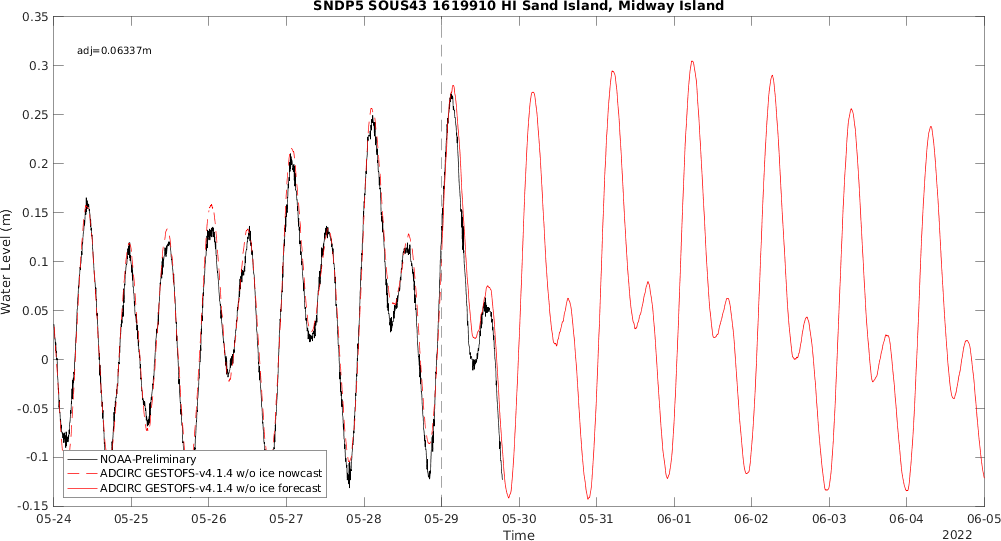 SNDP5 SOUS43 1619910 HI Sand Island, Midway Island
0.35
adj=0.06337m
0.3
0.25
0.2
0.15
0.1
0.05
0
-0.05
-0.1
-0.15
Water Level (m)
NOAA-Preliminary
ADCIRC GESTOFS-v4.1.4 w/o ice nowcast
ADCIRC GESTOFS-v4.1.4 w/o ice forecast
05-24 05-25 05-26 05-27 05-28 05-29 05-30 05-31 06-01 06-02 06-03 06-04 06-05
Time
2022